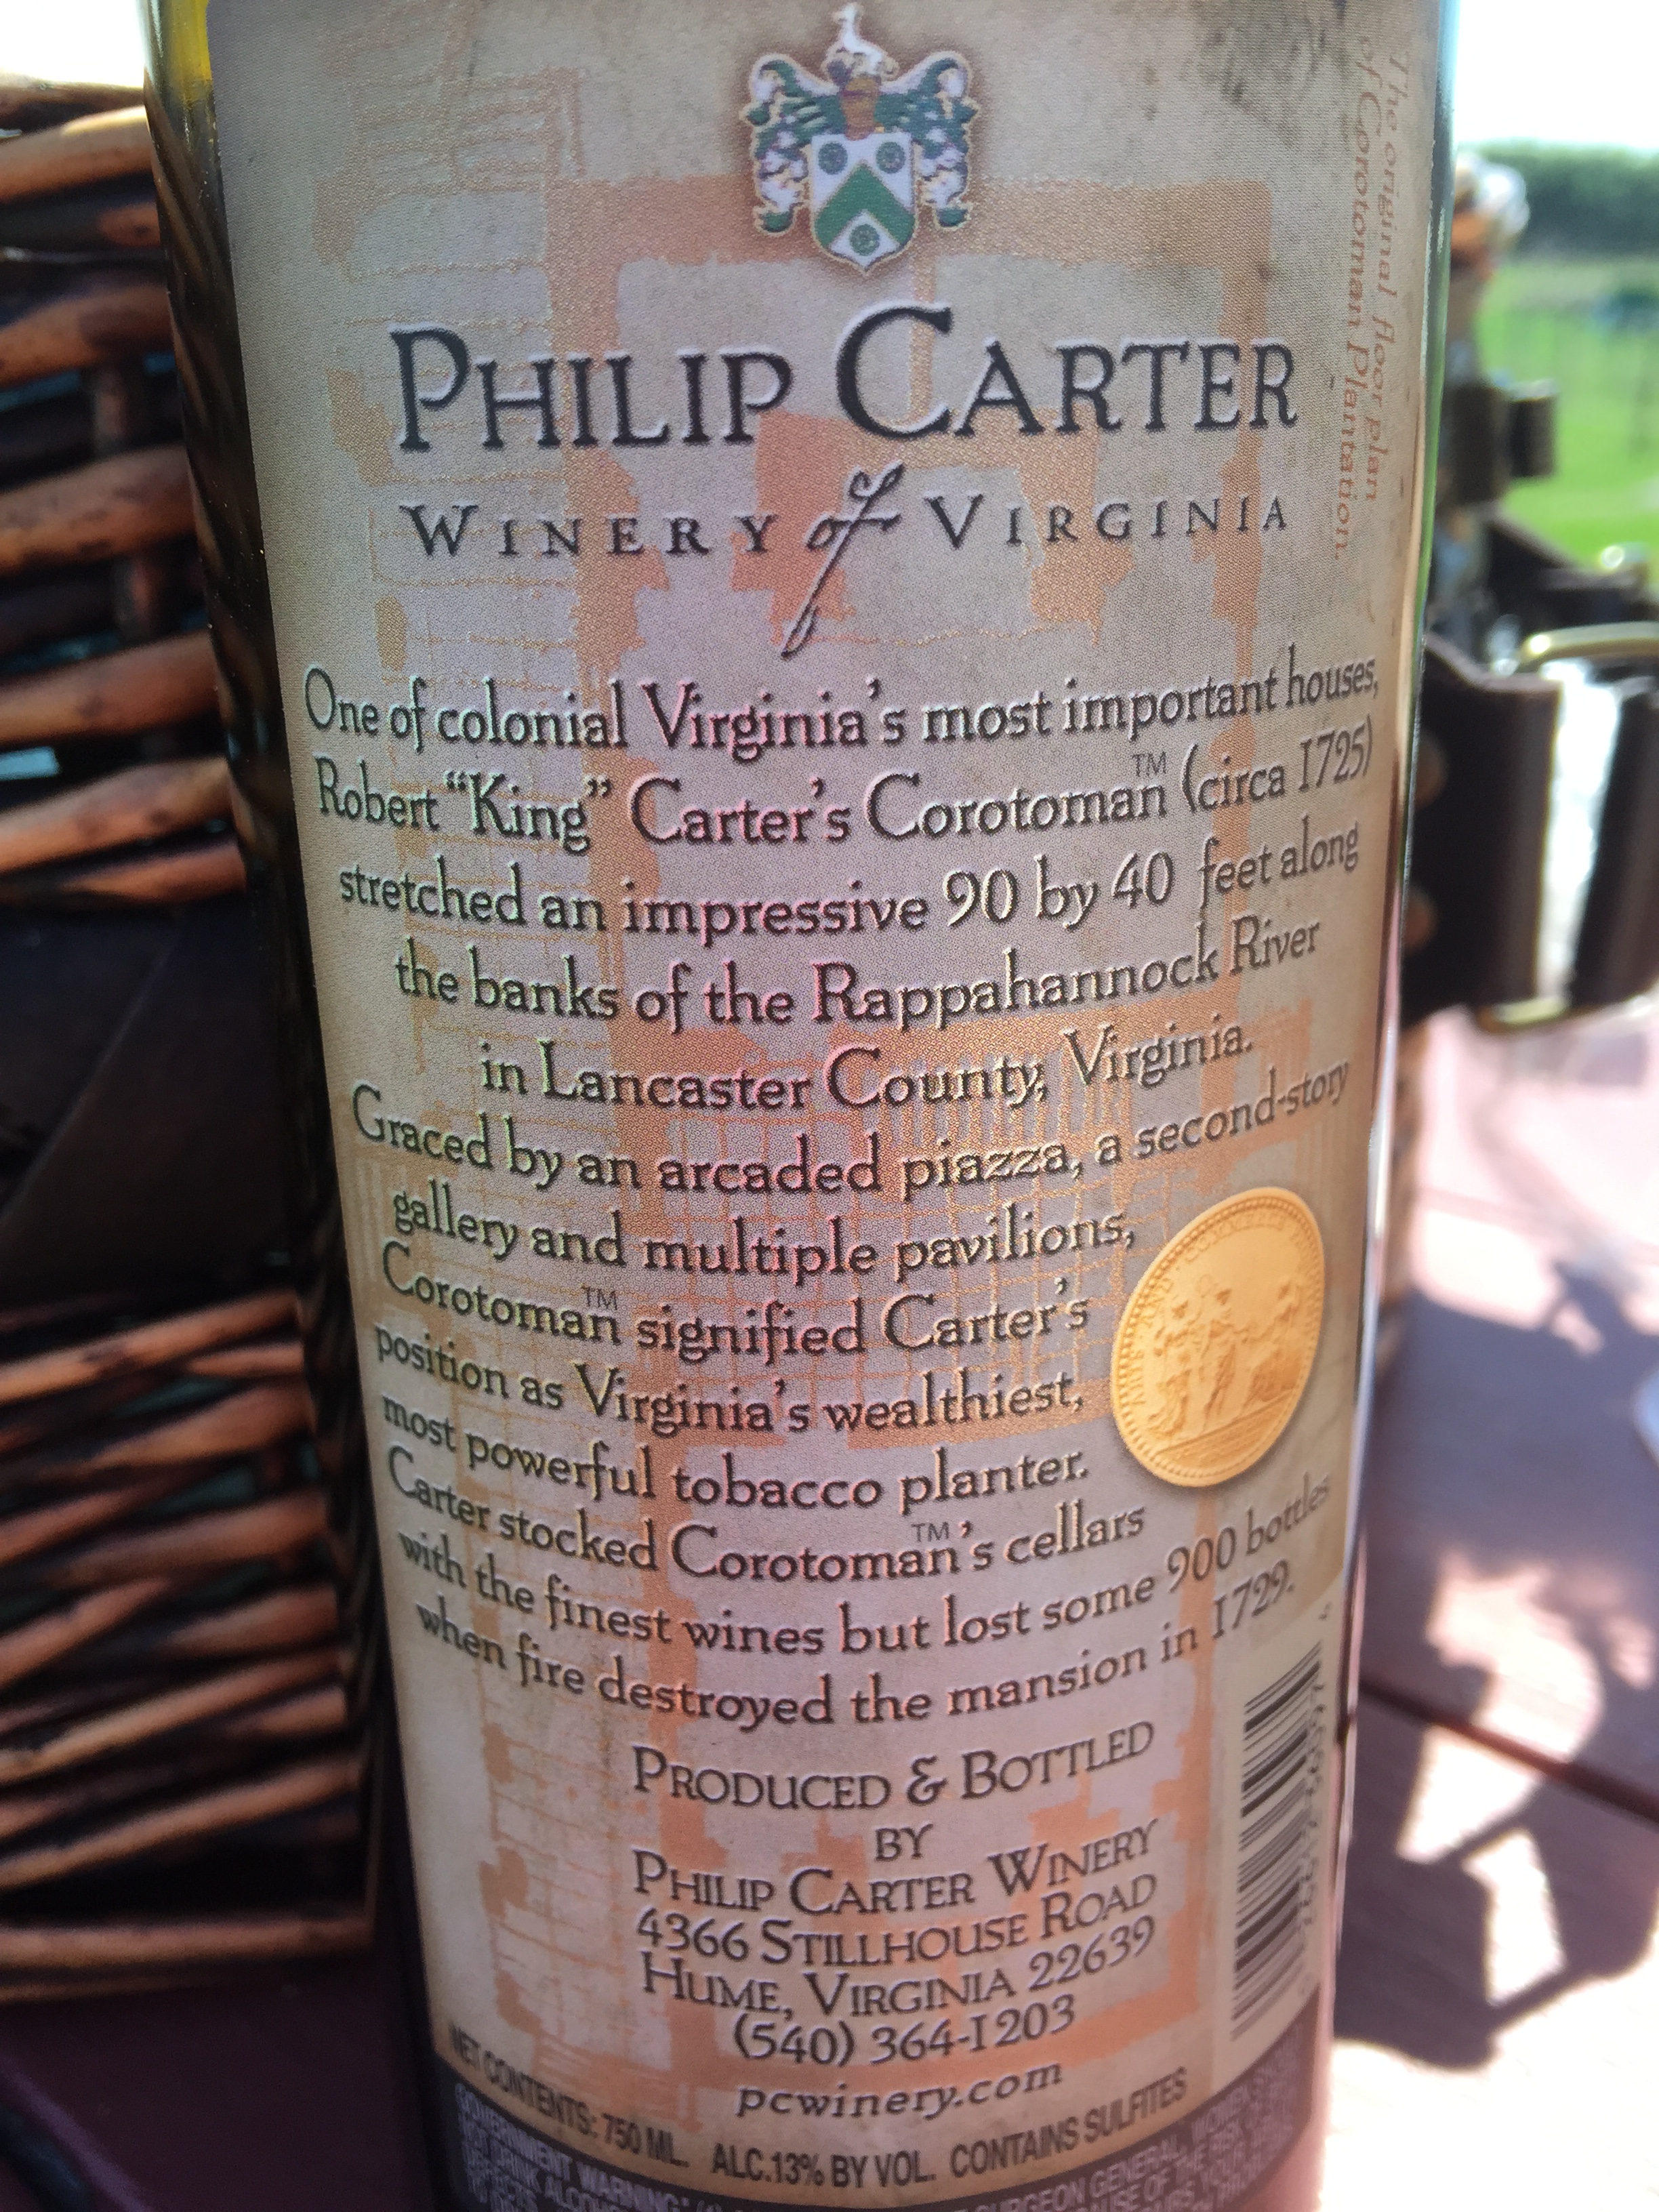 The original floor plan
of Corotoman Plantation.
PHILIP CARTER
WINERY of VIRGINIA
One of colonial Virginia's most important houses,
Robert "King" Carter's Corotoman™ (circa 1725)
stretched an impressive 90 by 40 feet along
the banks of the Rappahannock River
in Lancaster County, Virginia.
Graced by an arcaded piazza, a second-story
gallery and multiple pavilions,
Corotoman™ signified Carter's
position as Virginia's wealthiest,
most powerful tobacco planter.
Carter stocked Corotoman™'s cellars
with the finest wines but lost some 900 bottles
when fire destroyed the mansion in 1729.
PRODUCED & BOTTLED
BY
PHILIP CARTER WINERY
4366 STILLHOUSE ROAD
HUME, VIRGINIA 22639
(540) 364-1203
pcwinery.com
NET CONTENTS: 750 ML. ALC.13% BY VOL. CONTAINS SULFITES
GOVERNMENT WARNING: SURGEON GENERAL, WOMEN